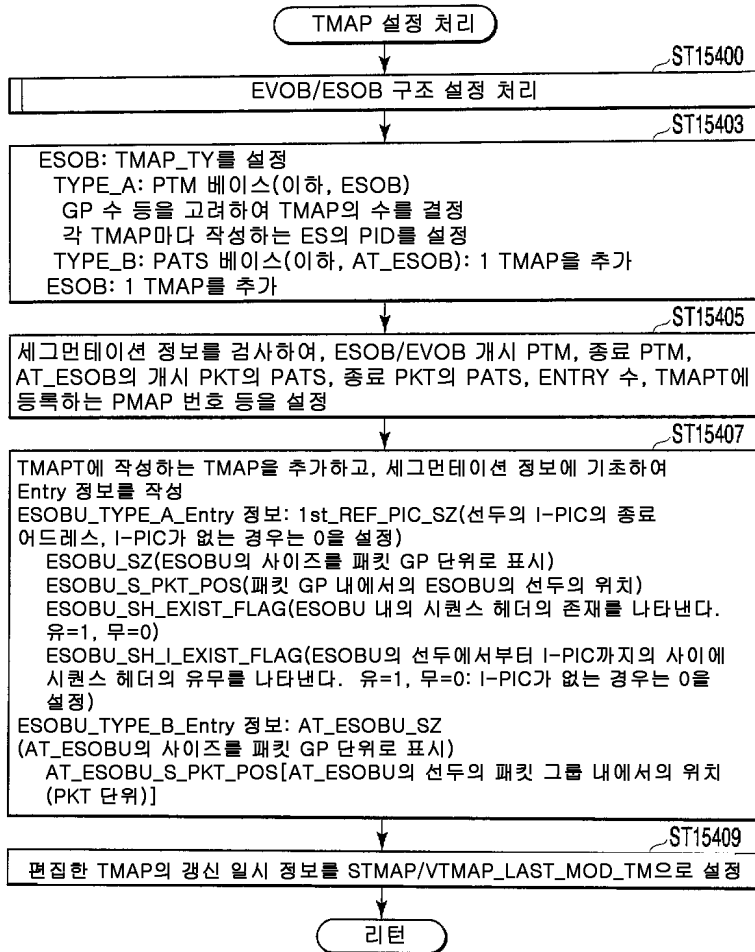 TMAP 설정 처리
ST15400
EVOB/ESOB 구조 설정 처리
ST15403
ESOB: TMAP_TY를 설정
TYPE_A: PTM 베이스(이하, ESOB)
GP 수 등을 고려하여 TMAP의 수를 결정
각 TMAP마다 작성하는 ES의 PID를 설정
TYPE_B: PATS 베이스(이하, AT_ESOB): 1 TMAP을 추가
ESOB: 1 TMAP를 추가
ST15405
세그먼테이션 정보를 검사하여, ESOB/EVOB 개시 PTM, 종료 PTM,
AT_ESOB의 개시 PKT의 PATS, 종료 PKT의 PATS, ENTRY 수, TMAPT에
등록하는 PMAP 번호 등을 설정
ST15407
TMAPT에 작성하는 TMAP을 추가하고, 세그먼테이션 정보에 기초하여
Entry 정보를 작성
ESOBU_TYPE_A_Entry 정보: 1st_REF_PIC_SZ(선두의 I-PIC의 종료
어드레스, I-PIC가 없는 경우는 0을 설정)
ESOBU_SZ(ESOBU의 사이즈를 패킷 GP 단위로 표시)
ESOBU_S_PKT_POS(패킷 GP 내에서의 ESOBU의 선두의 위치)
ESOBU_SH_EXIST_FLAG(ESOBU 내의 시퀀스 헤더의 존재를 나타낸다.
유=1, 무=0)
ESOBU_SH_I_EXIST_FLAG(ESOBU의 선두에서부터 I-PIC까지의 사이에
시퀀스 헤더의 유무를 나타낸다. 유=1, 무=0: I-PIC가 없는 경우는 0을
설정)
ESOBU_TYPE_B_Entry 정보: AT_ESOBU_SZ
(AT_ESOBU의 사이즈를 패킷 GP 단위로 표시)
AT_ESOBU_S_PKT_POS[AT_ESOBU의 선두의 패킷 그룹 내에서의 위치
(PKT 단위)]
ST15409
편집한 TMAP의 갱신 일시 정보를 STMAP/VTMAP_LAST_MOD_TM으로 설정
리턴